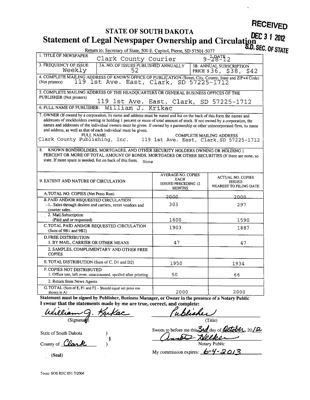 RECEIVED
DEC 31 2012
S.D. SEC. OF STATE
STATE OF SOUTH DAKOTA
Statement of Legal Newspaper Ownership and Circulation
Return to: Secretary of State, 500 E. Capitol, Pierre, SD 57501-5077
1. TITLE OF NEWSPAPER
Clark County Courier
2. DATE
9-28-12
3. FREQUENCY OF ISSUE
Weekly
3A. NO. OF ISSUES PUBLISHED ANNUALLY
52
3B. ANNUAL SUBSCRIPTION
PRICE $ 36, $38, $42
4. COMPLETE MAILING ADDRESS OF KNOWN OFFICE OF PUBLICATION (Street, City, County, State and ZIP+4 Code)
(Not printers) 119 1st Ave. East, Clark, SD 57225-1712
5. COMPLETE MAILING ADDRESS OF THE HEADQUARTERS OR GENERAL BUSINESS OFFICES OF THE
PUBLISHER (Not printer)
119 1st Ave. East, Clark, SD 57225-1712
6. FULL NAME OF PUBLISHER: William J. Krikac
7. OWNER (If owned by a corporation, its name and address must be stated and also on the back of this form the names and
addresses of stockholders owning or holding 1 percent or more of total amount of stock. If not owned by a corporation, the
names and addresses of the individual owners must be given. If owned by a partnership or other unincorporated firm, its name
and address, as well as that of each individual must be given.
FULL NAME COMPLETE MAILING ADDRESS
Clark County Publishing, Inc. 119 1st Ave. East, Clark, SD 57225-1712
8. KNOWN BONDHOLDERS, MORTGAGES, AND OTHER SECURITY HOLDERS OWNING OR HOLDING 1
PERCENT OR MORE OF TOTAL AMOUNT OF BONDS, MORTGAGES OR OTHER SECURITIES (If there are none, so
state. If more space is needed, list on back of this form. None
9. EXTENT AND NATURE OF CIRCULATION
AVERAGE NO. COPIES
EACH
ISSUES PRECEDING 12
MONTHS
ACTUAL NO. COPIES
ISSUES
NEAREST TO FILING DATE
A. TOTAL NO. COPIES (Net Press Run) 2000 2000
B. PAID AND/OR REQUESTED CIRCULATION
1. Sales through dealers and carriers, street vendors and
counter sales. 303 297
2. Mail Subscription
(Paid and or requested) 1600 1590
C. TOTAL PAID AND/OR REQUESTED CIRCULATION
(Sum of 9B1 and 9B2) 1903 1887
D. FREE DISTRIBUTION
1. BY MAIL, CARRIER OR OTHER MEANS 47 47
2. SAMPLES, COMPLIMENTARY AND OTHER FREE
COPIES
E. TOTAL DISTRIBUTION (Sum of C, D1 and D2) 1950 1934
F. COPIES NOT DISTRIBUTED
1. Office use, left over, unaccounted, spoiled after printing 50 66
2. Return from News Agents
G. TOTAL (Sum of E, F1 and F2 - Should equal net press run
shown in A) 2000 2000
Statement must be signed by Publisher, Business Manager, or Owner in the presence of a Notary Public
I swear that the statements made by me are true, correct, and complete:
William J. Krikac Publisher
(Signature) (Title)
State of South Dakota )
§
County of Clark )
Sworn to before me this 3rd day of October, 2012
Notary Public
(Seal)
My commission expires: 6-4-2013